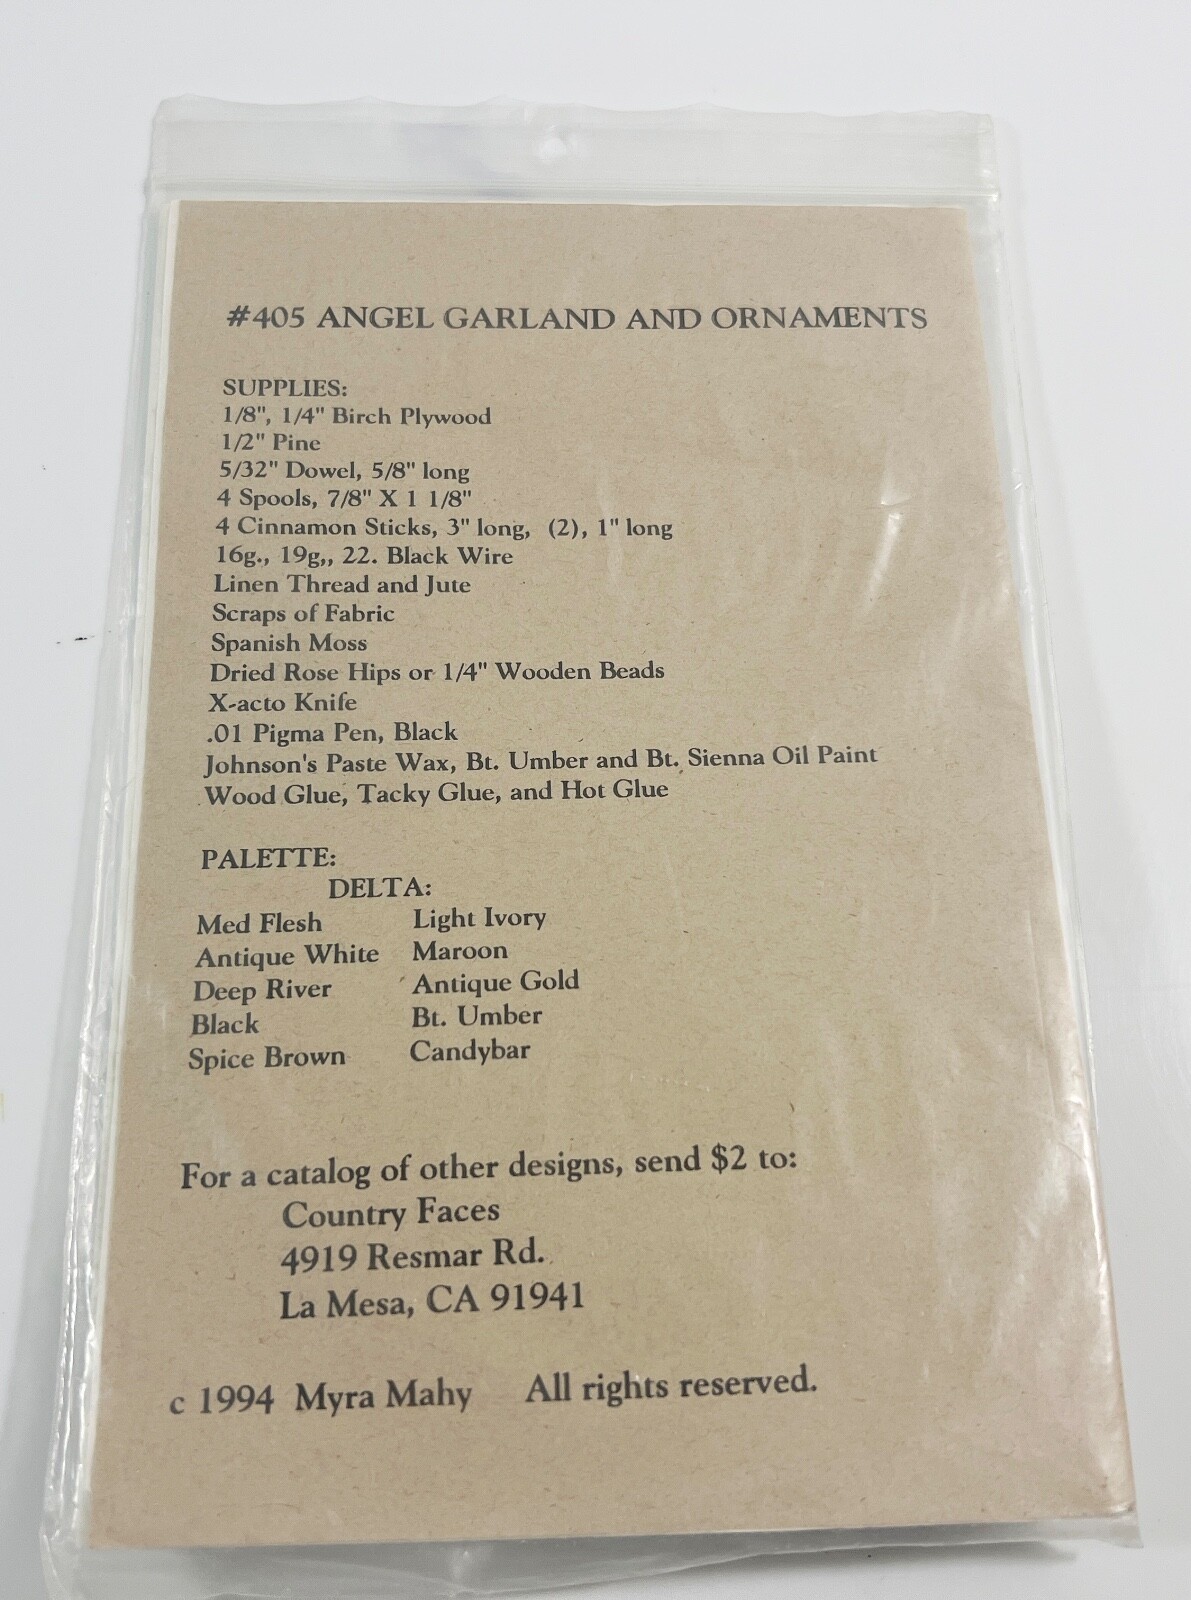 #405 ANGEL GARLAND AND ORNAMENTS
SUPPLIES:
1/8", 1/4" Birch Plywood
1/2" Pine
5/32" Dowel, 5/8" long
4 Spools, 7/8" X 1 1/8"
4 Cinnamon Sticks, 3" long, (2), 1" long
16g., 19g,, 22. Black Wire
Linen Thread and Jute
Scraps of Fabric
Spanish Moss
Dried Rose Hips or 1/4" Wooden Beads
X-acto Knife
.01 Pigma Pen, Black
Johnson's Paste Wax, Bt. Umber and Bt. Sienna Oil Paint
Wood Glue, Tacky Glue, and Hot Glue
PALETTE:
DELTA:
Med Flesh Light Ivory
Antique White Maroon
Deep River Antique Gold
Black Bt. Umber
Spice Brown Candybar
For a catalog of other designs, send $2 to:
Country Faces
4919 Resmar Rd.
La Mesa, CA 91941
c 1994 Myra Mahy All rights reserved.